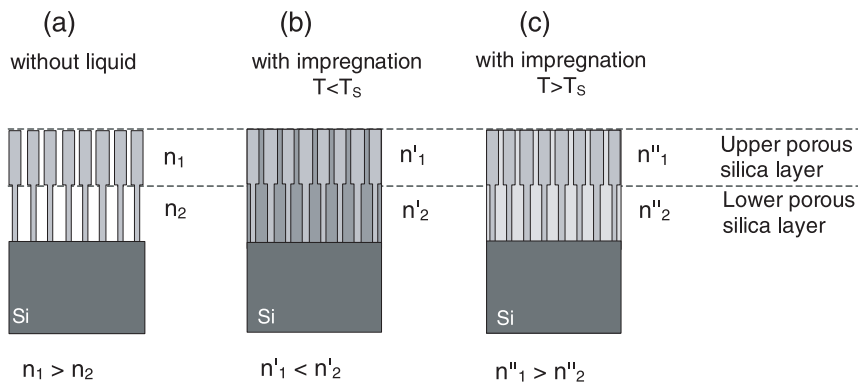 (a)
without liquid
(b)
with impregnation
T<Ts
(c)
with impregnation
T>Ts
n1
n2
n'1
n'2
n"1
n"2
Upper porous
silica layer
Lower porous
silica layer
Si
Si
Si
n1 > n2
n'1 < n'2
n"1 > n"2